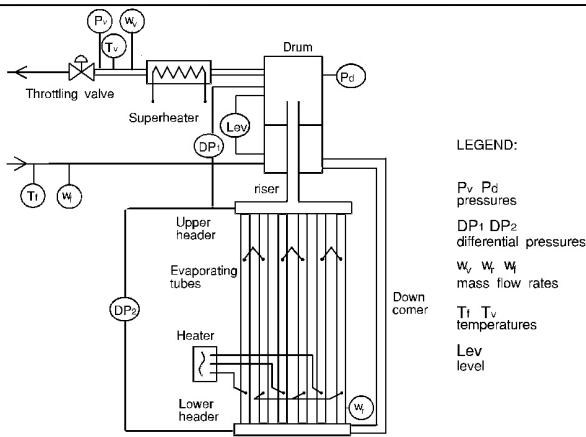 Pv Wv
Tv
Drum
Pd
Throttling valve
Superheater
Lev
DP1
LEGEND:
Tf Wf
riser
Pv Pd
pressures
Upper
header
DP1 DP2
differential pressures
Evaporating
tubes
Wv Wr Wf
mass flow rates
Down
comer
DP2
Tf Tv
temperatures
Heater
Lev
level
Lower
header
Wr